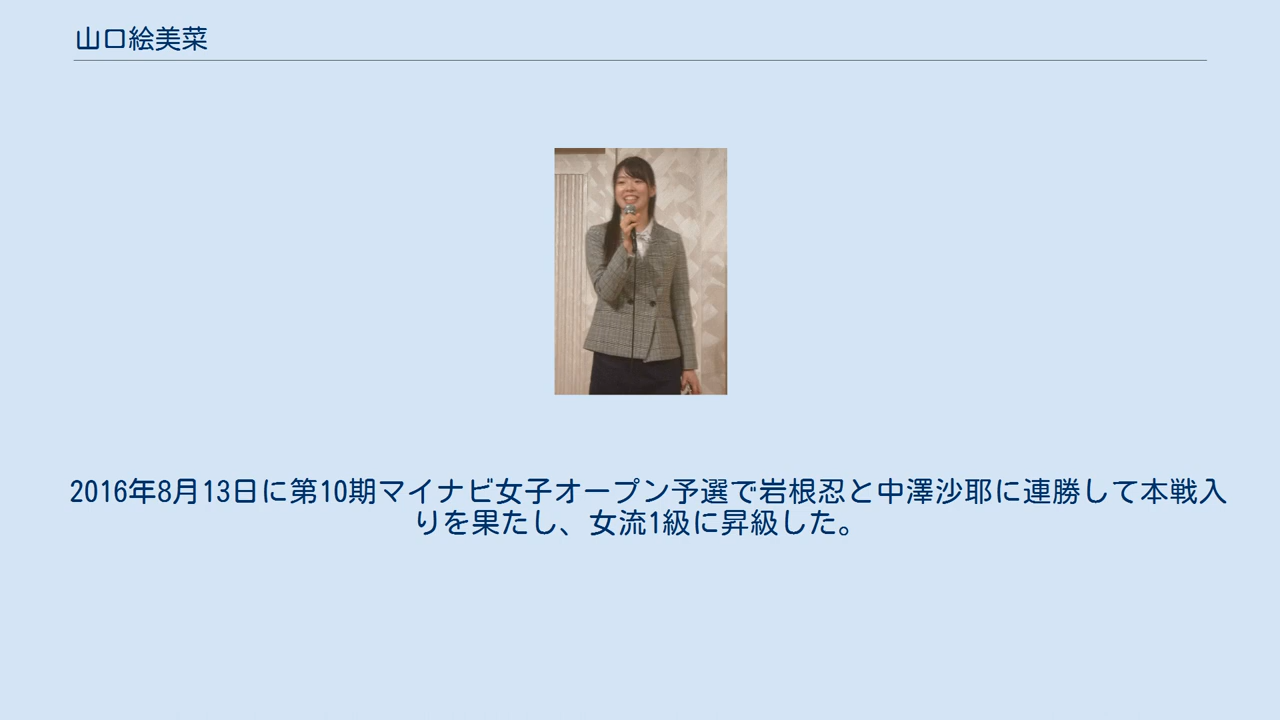 山口絵美菜
2016年8月13日に第10期マイナビ女子オープン予選で岩根忍と中澤沙耶に連勝して本戦入
りを果たし、女流1級に昇級した。